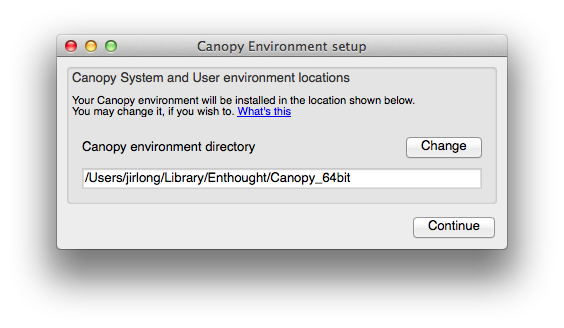 Canopy Environment setup
Canopy System and User environment locations
Your Canopy environment will be installed in the location shown below.
You may change it, if you wish to. What's this
Canopy environment directory
Change
/Users/jirlong/Library/Enthought/Canopy_64bit
Continue